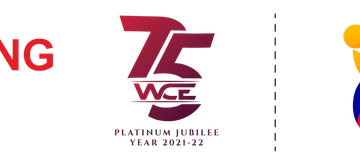 NG
75
WCE
PLATINUM JUBILEE
YEAR 2021-22